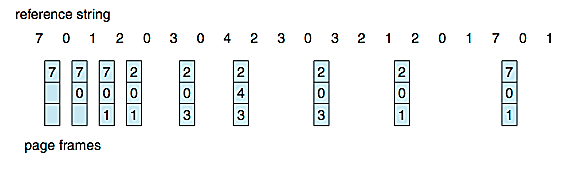 reference string
7 0 1 2 0 3 0 4 2 3 0 3 2 1 2 0 1 7 0 1
7 7 7 2 2 2 2 2 7
0 0 0 0 4 0 0 0
1 1 3 3 3 1 1
page frames